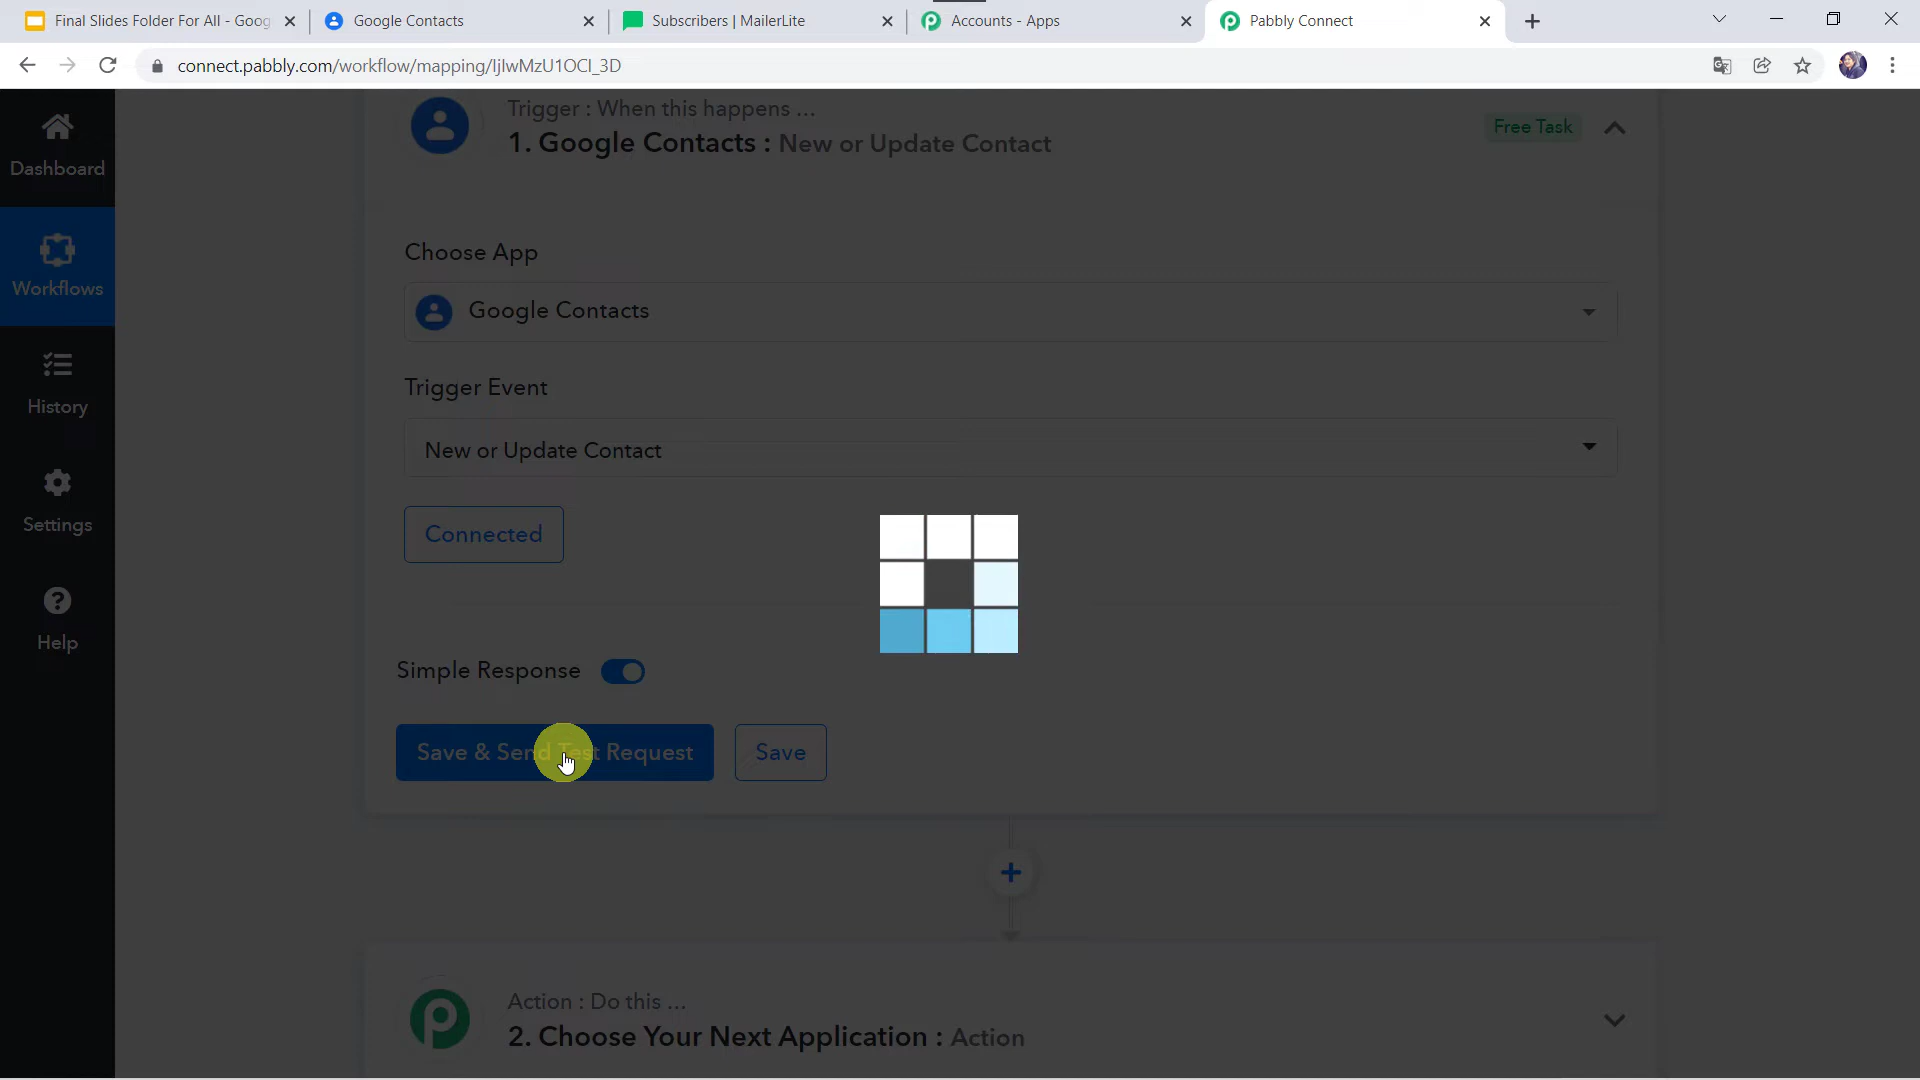 Final Slides Folder For All - Goog
Google Contacts
Subscribers | MailerLite
Accounts - Apps
Pabbly Connect
connect.pabbly.com/workflow/mapping/IjIwMzU1OCI_3D
Dashboard
Workflows
History
Settings
Help
Trigger : When this happens ...
1. Google Contacts : New or Update Contact
Free Task
Choose App
Google Contacts
Trigger Event
New or Update Contact
Connected
Simple Response
Save & Send Test Request
Save
Action : Do this ...
2. Choose Your Next Application : Action